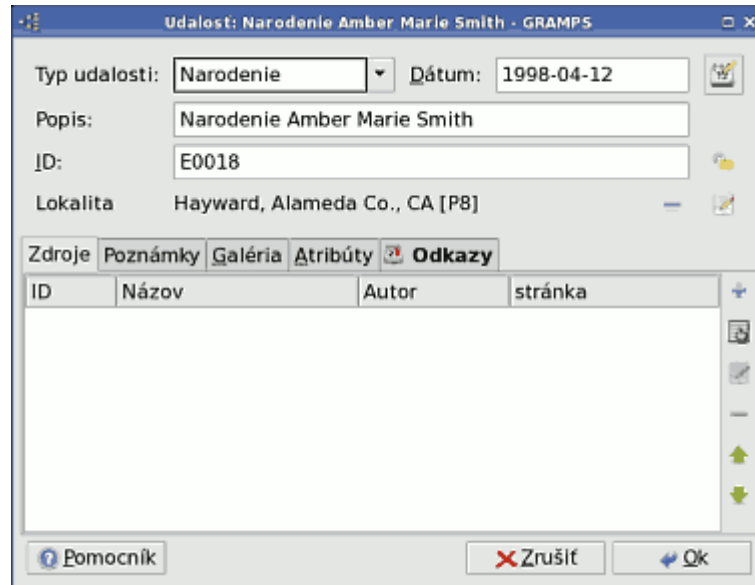 Udalosť: Narodenie Amber Marie Smith - GRAMPS
Typ udalosti: Narodenie Dátum: 1998-04-12
Popis: Narodenie Amber Marie Smith
ID: E0018
Lokalita Hayward, Alameda Co., CA [P8]
Zdroje Poznámky Galéria Atribúty Odkazy
ID Názov Autor stránka
Pomocník Zrušiť Ok